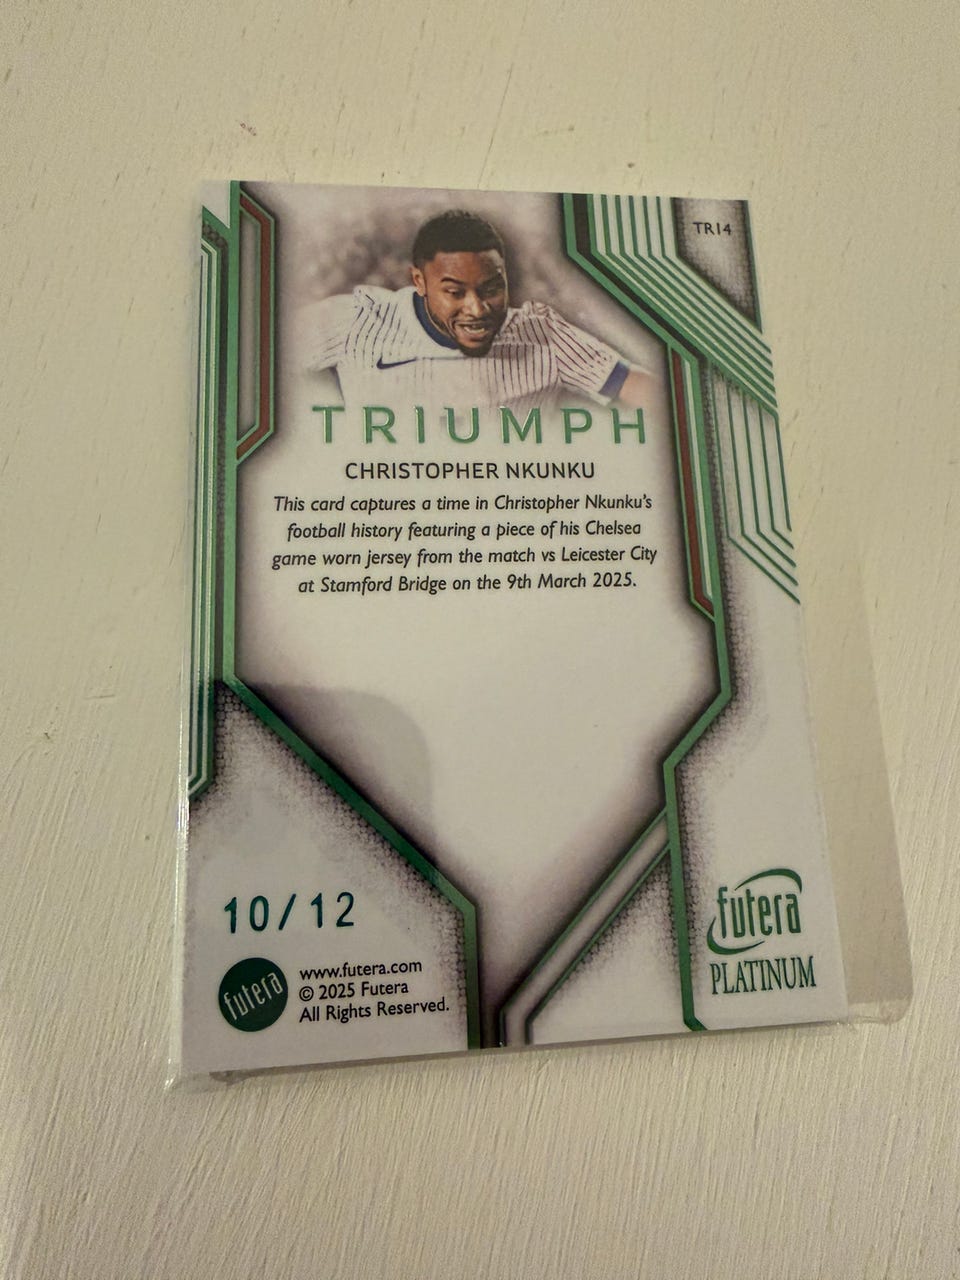 TR14
TRIUMPH
CHRISTOPHER NKUNKU
This card captures a time in Christopher Nkunku's
football history featuring a piece of his Chelsea
game worn jersey from the match vs Leicester City
at Stamford Bridge on the 9th March 2025.
10/12
futera
www.futera.com
© 2025 Futera
All Rights Reserved.
futera
PLATINUM